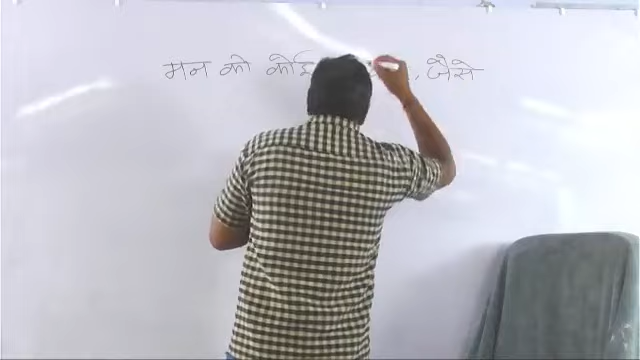 मन को कोई , जैसे